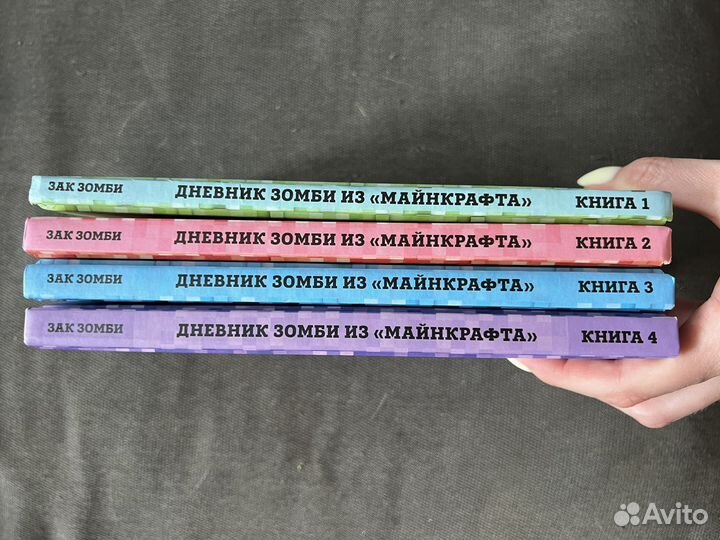 ЗАК ЗОМБИ ДНЕВНИК ЗОМБИ ИЗ «МАЙНКРАФТА» КНИГА 1
ЗАК ЗОМБИ ДНЕВНИК ЗОМБИ ИЗ «МАЙНКРАФТА» КНИГА 2
ЗАК ЗОМБИ ДНЕВНИК ЗОМБИ ИЗ «МАЙНКРАФТА» КНИГА 3
ЗАК ЗОМБИ ДНЕВНИК ЗОМБИ ИЗ «МАЙНКРАФТА» КНИГА 4
Avito